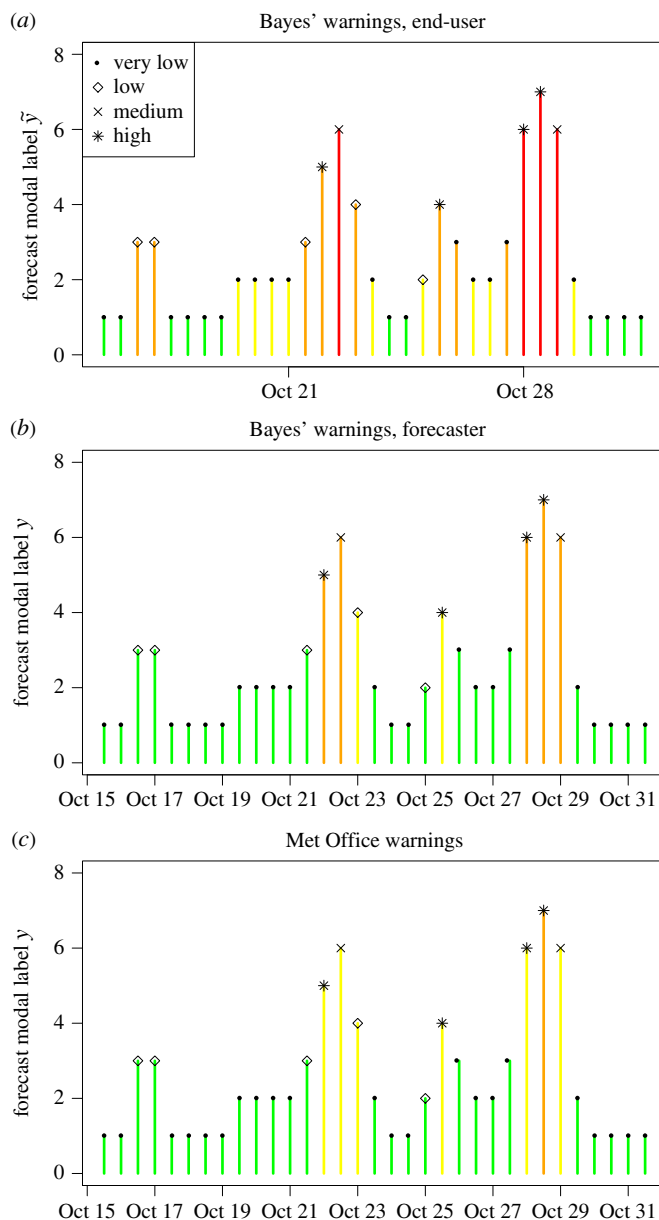 (a)
Bayes’ warnings, end-user
8
6
4
2
0
forecast modal label ỹ
very low
low
medium
high
Oct 21
Oct 28
(b)
Bayes’ warnings, forecaster
8
6
4
2
0
forecast modal label y
Oct 15 Oct 17 Oct 19 Oct 21 Oct 23 Oct 25 Oct 27 Oct 29 Oct 31
(c)
Met Office warnings
8
6
4
2
0
forecast modal label y
Oct 15 Oct 17 Oct 19 Oct 21 Oct 23 Oct 25 Oct 27 Oct 29 Oct 31